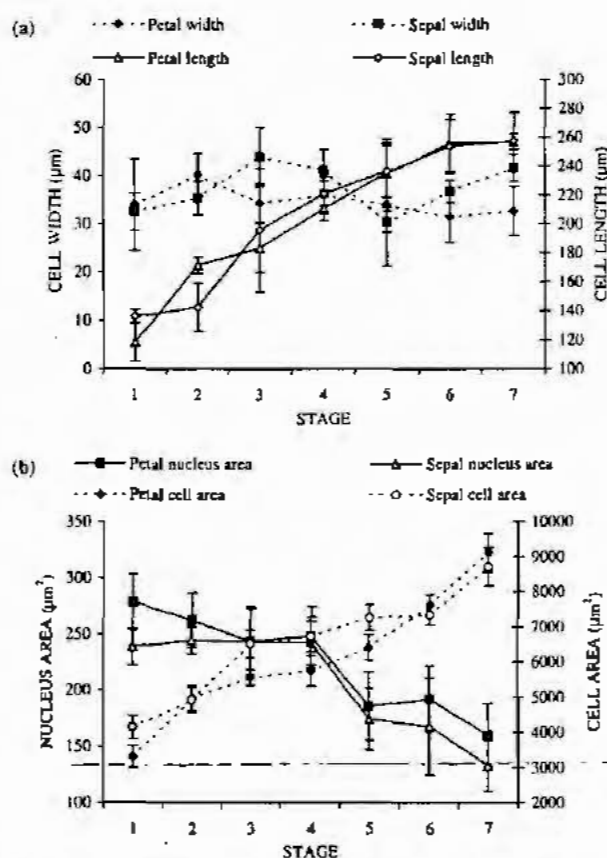 (a)
Petal width Sepal width
Petal length Sepal length
60 300
50 280
40 260
30 240
20 220
10 200
0 180
160
140
120
100
CELL WIDTH (µm)
CELL LENGTH (µm)
1 2 3 4 5 6 7
STAGE
(b)
Petal nucleus area Sepal nucleus area
Petal cell area Sepal cell area
350 10000
300 9000
250 8000
200 7000
150 6000
100 5000
4000
3000
2000
NUCLEUS AREA (µm²)
CELL AREA (µm²)
1 2 3 4 5 6 7
STAGE